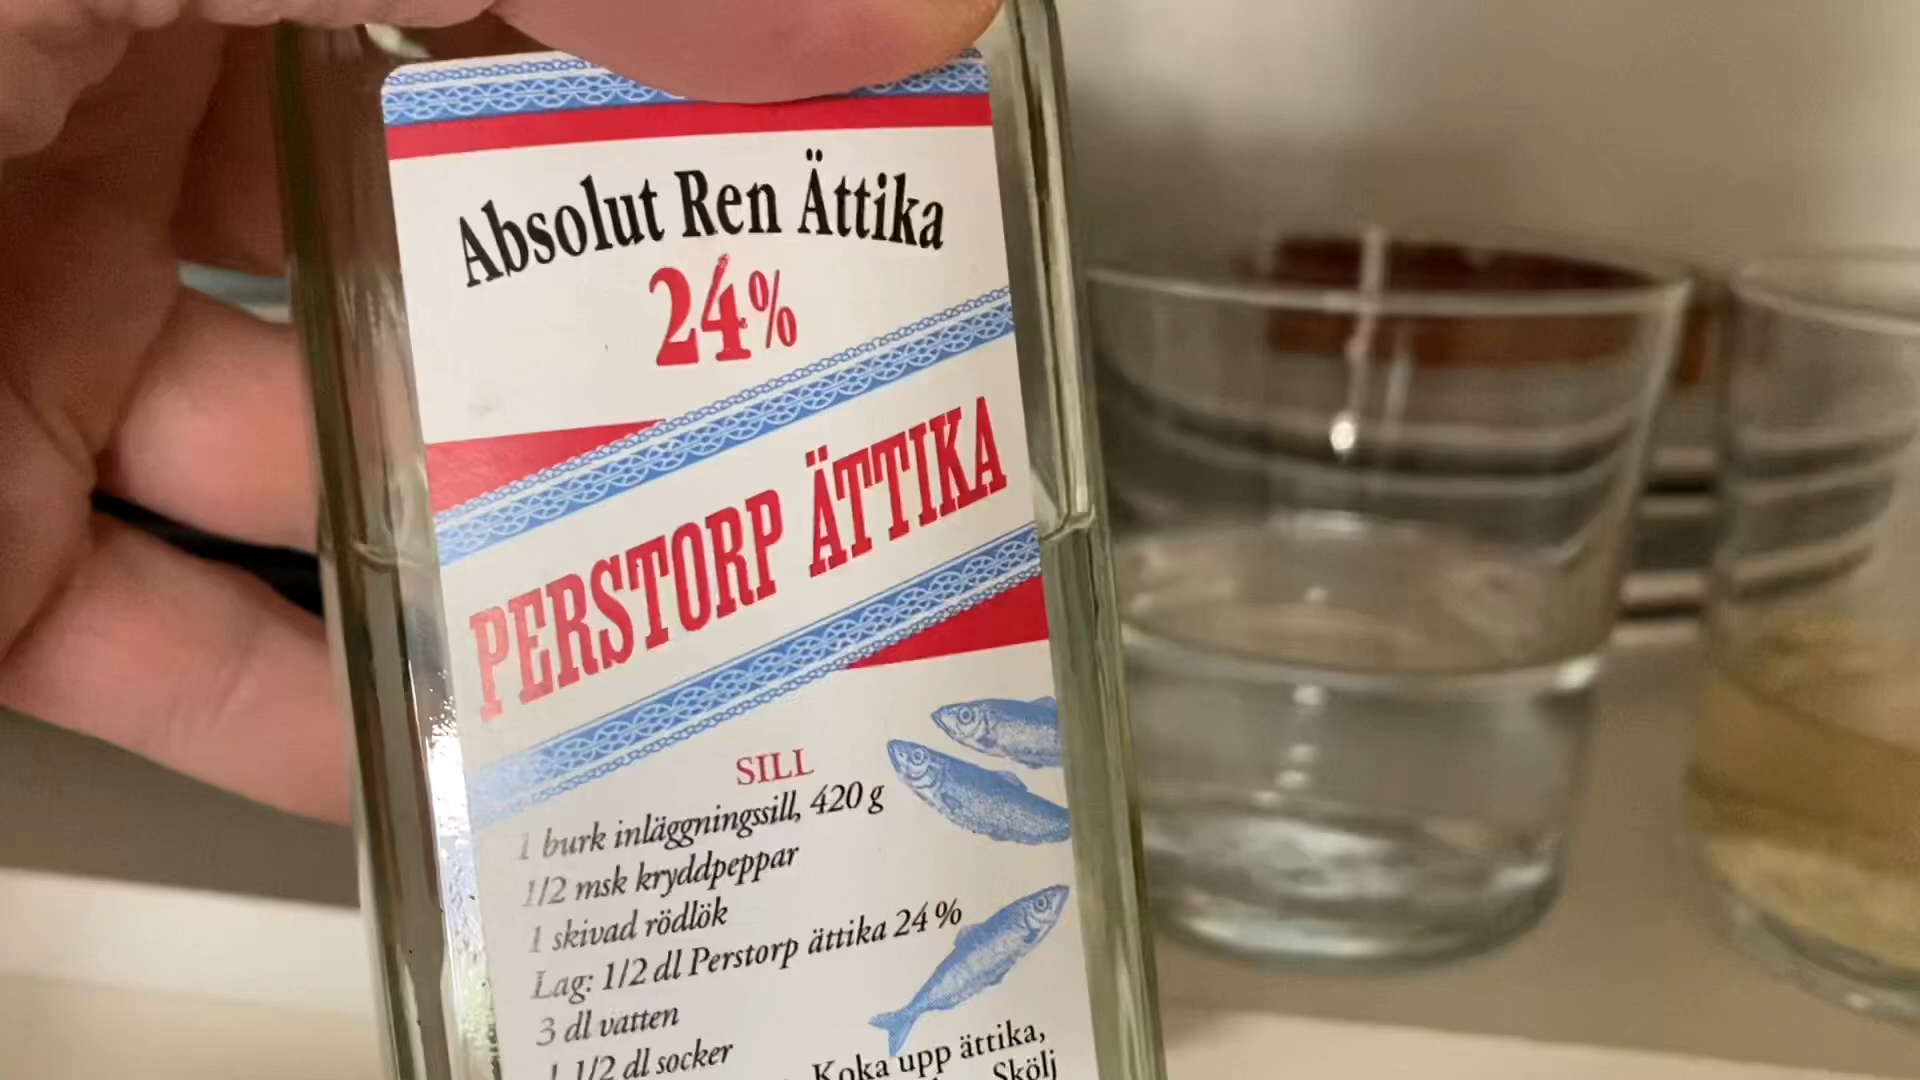 Absolut Ren Ättika
24%
PERSTORP ÄTTIKA
SILL
1 burk inläggningssill, 420 g
1/2 msk kryddpeppar
1 skivad rödlök
Lag: 1/2 dl Perstorp ättika 24%
3 dl vatten
1 1/2 dl socker
Koka upp ättika,
Skölj